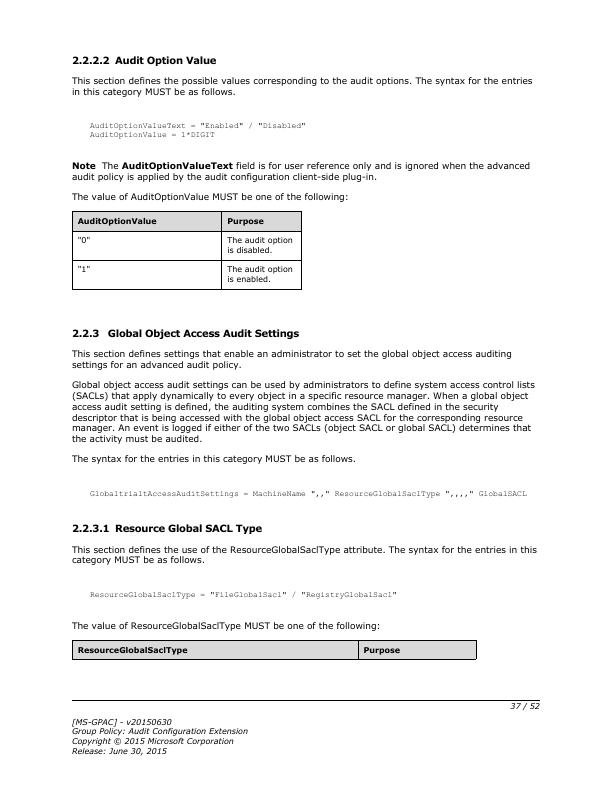 2.2.2.2 Audit Option Value
This section defines the possible values corresponding to the audit options. The syntax for the entries
in this category MUST be as follows.
AuditOptionValueText = "Enabled" / "Disabled"
AuditOptionValue = 1*DIGIT
Note The AuditOptionValueText field is for user reference only and is ignored when the advanced
audit policy is applied by the audit configuration client-side plug-in.
The value of AuditOptionValue MUST be one of the following:
AuditOptionValue Purpose
"0" The audit option
is disabled.
"1" The audit option
is enabled.
2.2.3 Global Object Access Audit Settings
This section defines settings that enable an administrator to set the global object access auditing
settings for an advanced audit policy.
Global object access audit settings can be used by administrators to define system access control lists
(SACLs) that apply dynamically to every object in a specific resource manager. When a global object
access audit setting is defined, the auditing system combines the SACL defined in the security
descriptor that is being accessed with the global object access SACL for the corresponding resource
manager. An event is logged if either of the two SACLs (object SACL or global SACL) determines that
the activity must be audited.
The syntax for the entries in this category MUST be as follows.
GlobaltrialtAccessAuditSettings = MachineName ",," ResourceGlobalSaclType ",,,," GlobalSACL
2.2.3.1 Resource Global SACL Type
This section defines the use of the ResourceGlobalSaclType attribute. The syntax for the entries in this
category MUST be as follows.
ResourceGlobalSaclType = "FileGlobalSacl" / "RegistryGlobalSacl"
The value of ResourceGlobalSaclType MUST be one of the following:
ResourceGlobalSaclType Purpose
37 / 52
[MS-GPAC] - v20150630
Group Policy: Audit Configuration Extension
Copyright © 2015 Microsoft Corporation
Release: June 30, 2015